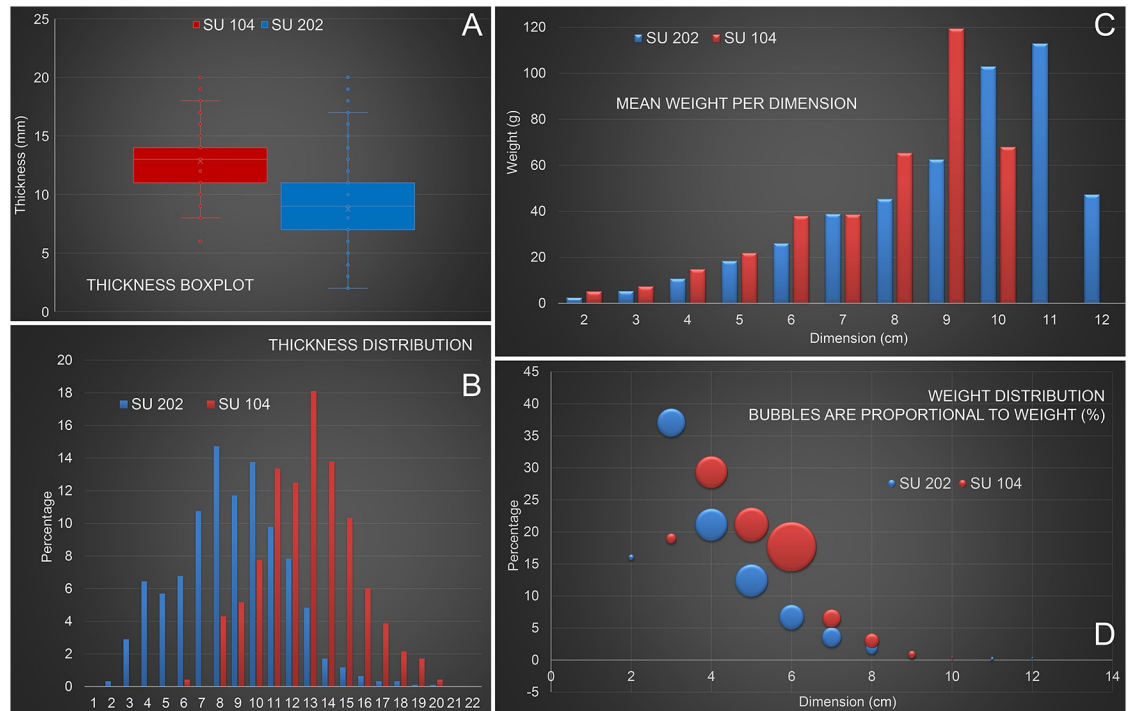 A
SU 104 SU 202
25
20
15
10
5
0
Thickness (mm)
THICKNESS BOXPLOT
THICKNESS DISTRIBUTION
B
SU 202 SU 104
20
18
16
14
12
10
8
6
4
2
0
Percentage
1 2 3 4 5 6 7 8 9 10 11 12 13 14 15 16 17 18 19 20 21 22
C
SU 202 SU 104
MEAN WEIGHT PER DIMENSION
120
100
80
60
40
20
0
Weight (g)
2 3 4 5 6 7 8 9 10 11 12
Dimension (cm)
WEIGHT DISTRIBUTION
BUBBLES ARE PROPORTIONAL TO WEIGHT (%)
SU 202 SU 104
45
40
35
30
25
20
15
10
5
0
-5
Percentage
D
0 2 4 6 8 10 12 14
Dimension (cm)